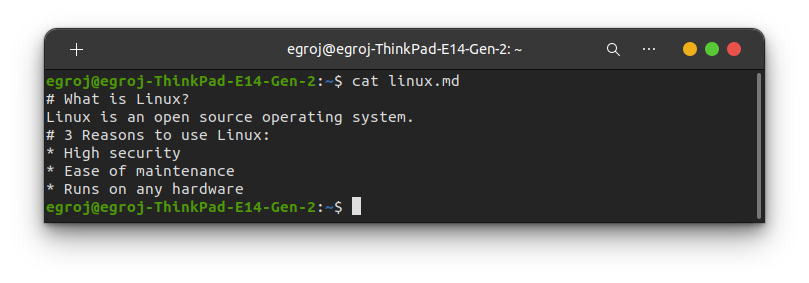 egroj@egroj-ThinkPad-E14-Gen-2: ~
egroj@egroj-ThinkPad-E14-Gen-2:~$ cat linux.md
# What is Linux?
Linux is an open source operating system.
# 3 Reasons to use Linux:
* High security
* Ease of maintenance
* Runs on any hardware
egroj@egroj-ThinkPad-E14-Gen-2:~$